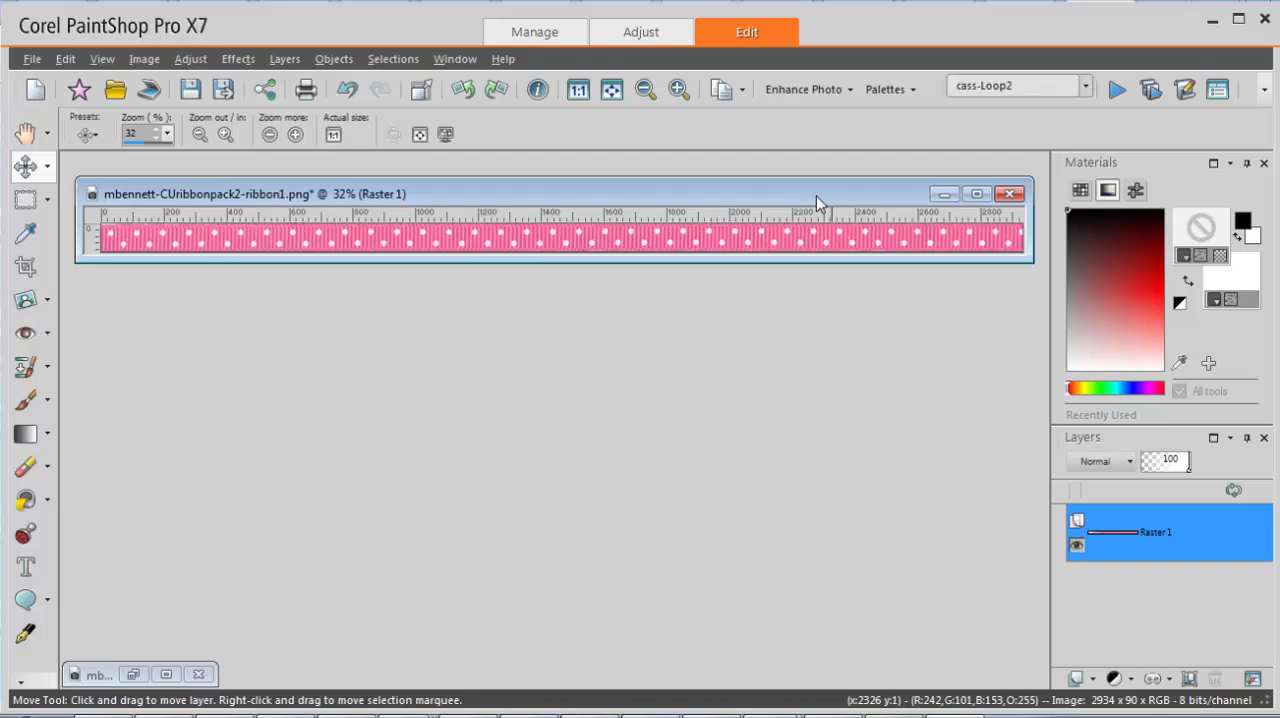 Corel PaintShop Pro X7
Manage Adjust Edit
File Edit View Image Adjust Effects Layers Objects Selections Window Help
1:1 Enhance Photo Palettes cass-Loop2
Presets: Zoom ( % ): Zoom out / in: Zoom more: Actual size:
32
Materials
mbennett-CUribbonpack2-ribbon1.png* @ 32% (Raster 1)
0 200 400 600 800 1000 1200 1400 1600 1800 2000 2200 2400 2600 2800
0
All tools
Recently Used
Layers
Normal 100
Raster 1
mb...
Move Tool: Click and drag to move layer. Right-click and drag to move selection marquee.
(x:2326 y:1) - (R:242,G:101,B:153,O:255) -- Image: 2934 x 90 x RGB - 8 bits/channel